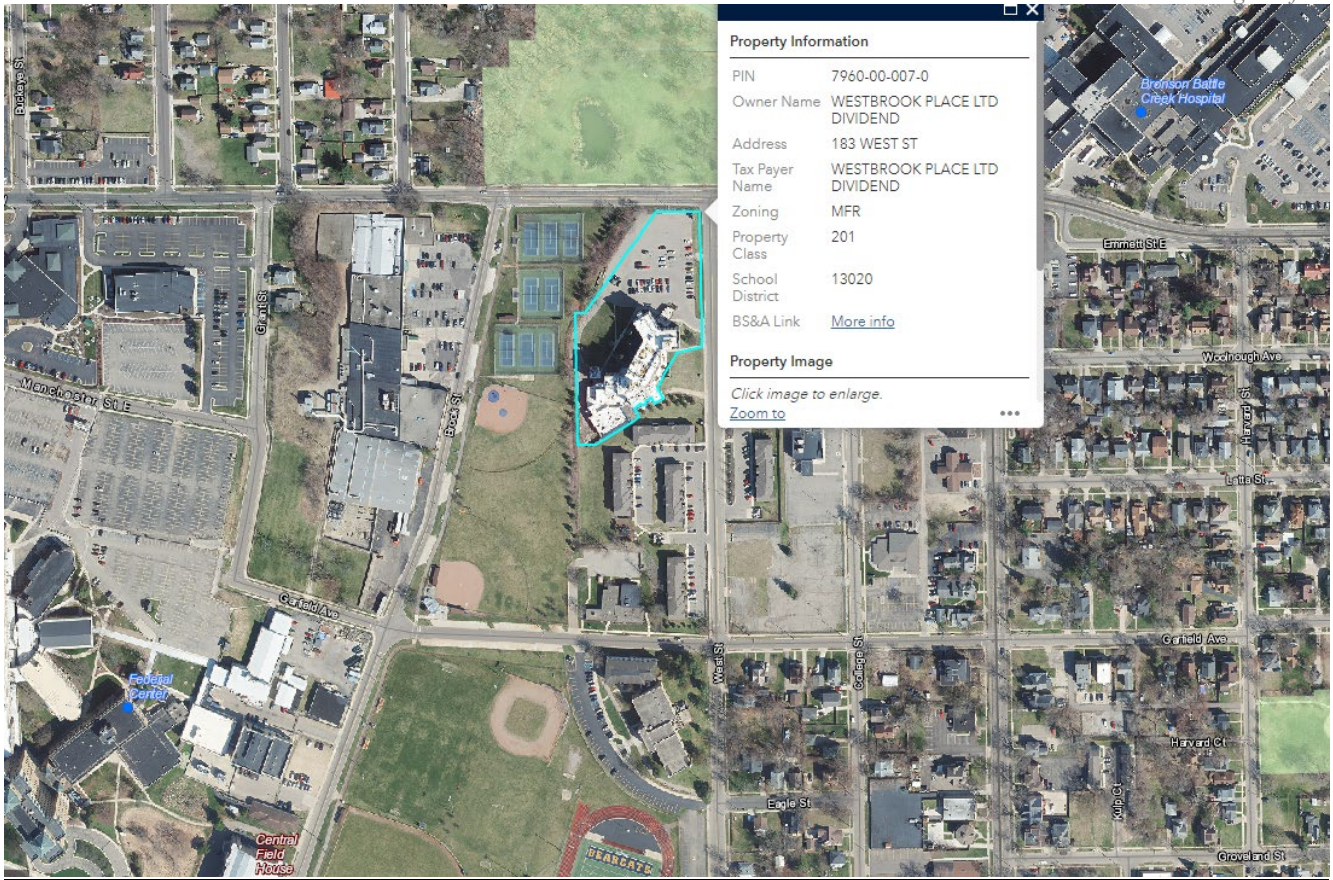 Property Information
PIN 7960-00-007-0
Owner Name WESTBROOK PLACE LTD
DIVIDEND
Address 183 WEST ST
Tax Payer WESTBROOK PLACE LTD
Name DIVIDEND
Zoning MFR
Property 201
Class
School 13020
District
BS&A Link More info
Property Image
Click image to enlarge.
Zoom to
Bronson Battle
Creek Hospital
Buckeye St
Emmett St E
Grant St
Woolnough Ave
Manchester St E
Brook St
Harvard St
Latta St
Garfield Ave
Garfield Ave
West St
College St
Federal
Center
Harvard Ct
Kulp Ct
Eagle St
Central
Field
House
BEARCATS
Groveland St